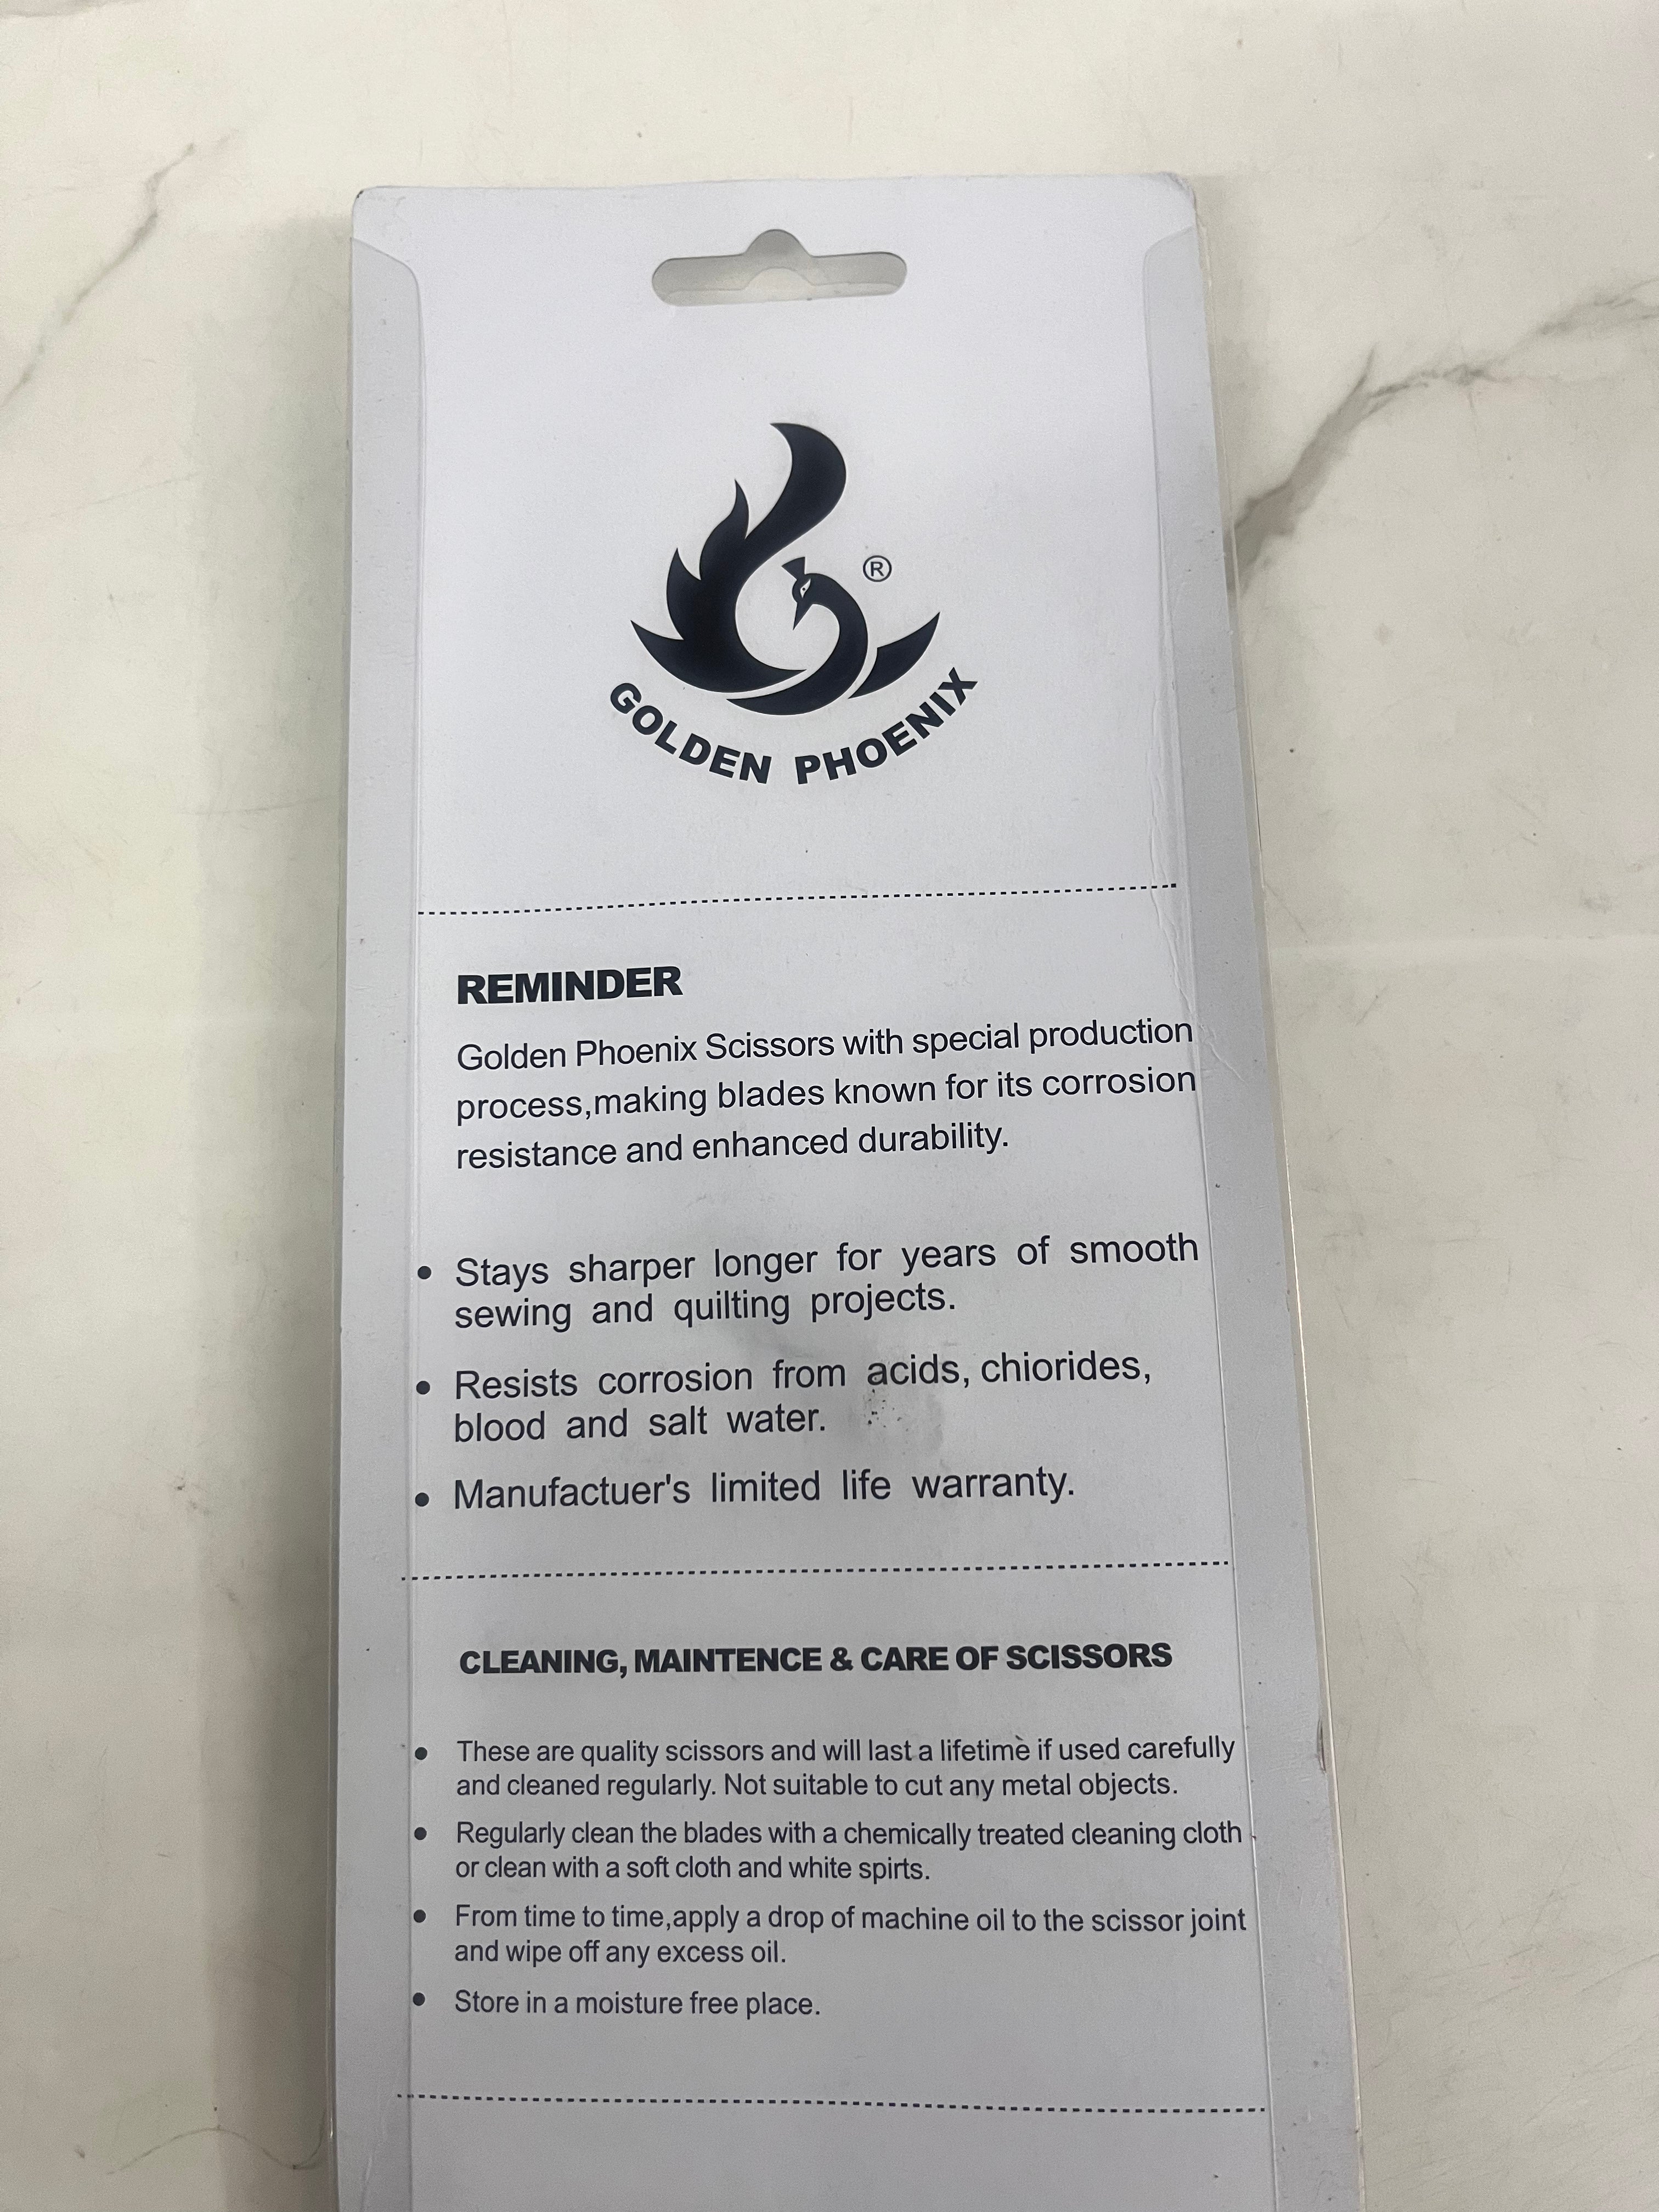 ®
GOLDEN PHOENIX
REMINDER
Golden Phoenix Scissors with special production
process,making blades known for its corrosion
resistance and enhanced durability.
• Stays sharper longer for years of smooth
sewing and quilting projects.
• Resists corrosion from acids, chiorides,
blood and salt water.
• Manufactuer's limited life warranty.
CLEANING, MAINTENCE & CARE OF SCISSORS
• These are quality scissors and will last a lifetime if used carefully
and cleaned regularly. Not suitable to cut any metal objects.
• Regularly clean the blades with a chemically treated cleaning cloth
or clean with a soft cloth and white spirts.
• From time to time,apply a drop of machine oil to the scissor joint
and wipe off any excess oil.
• Store in a moisture free place.